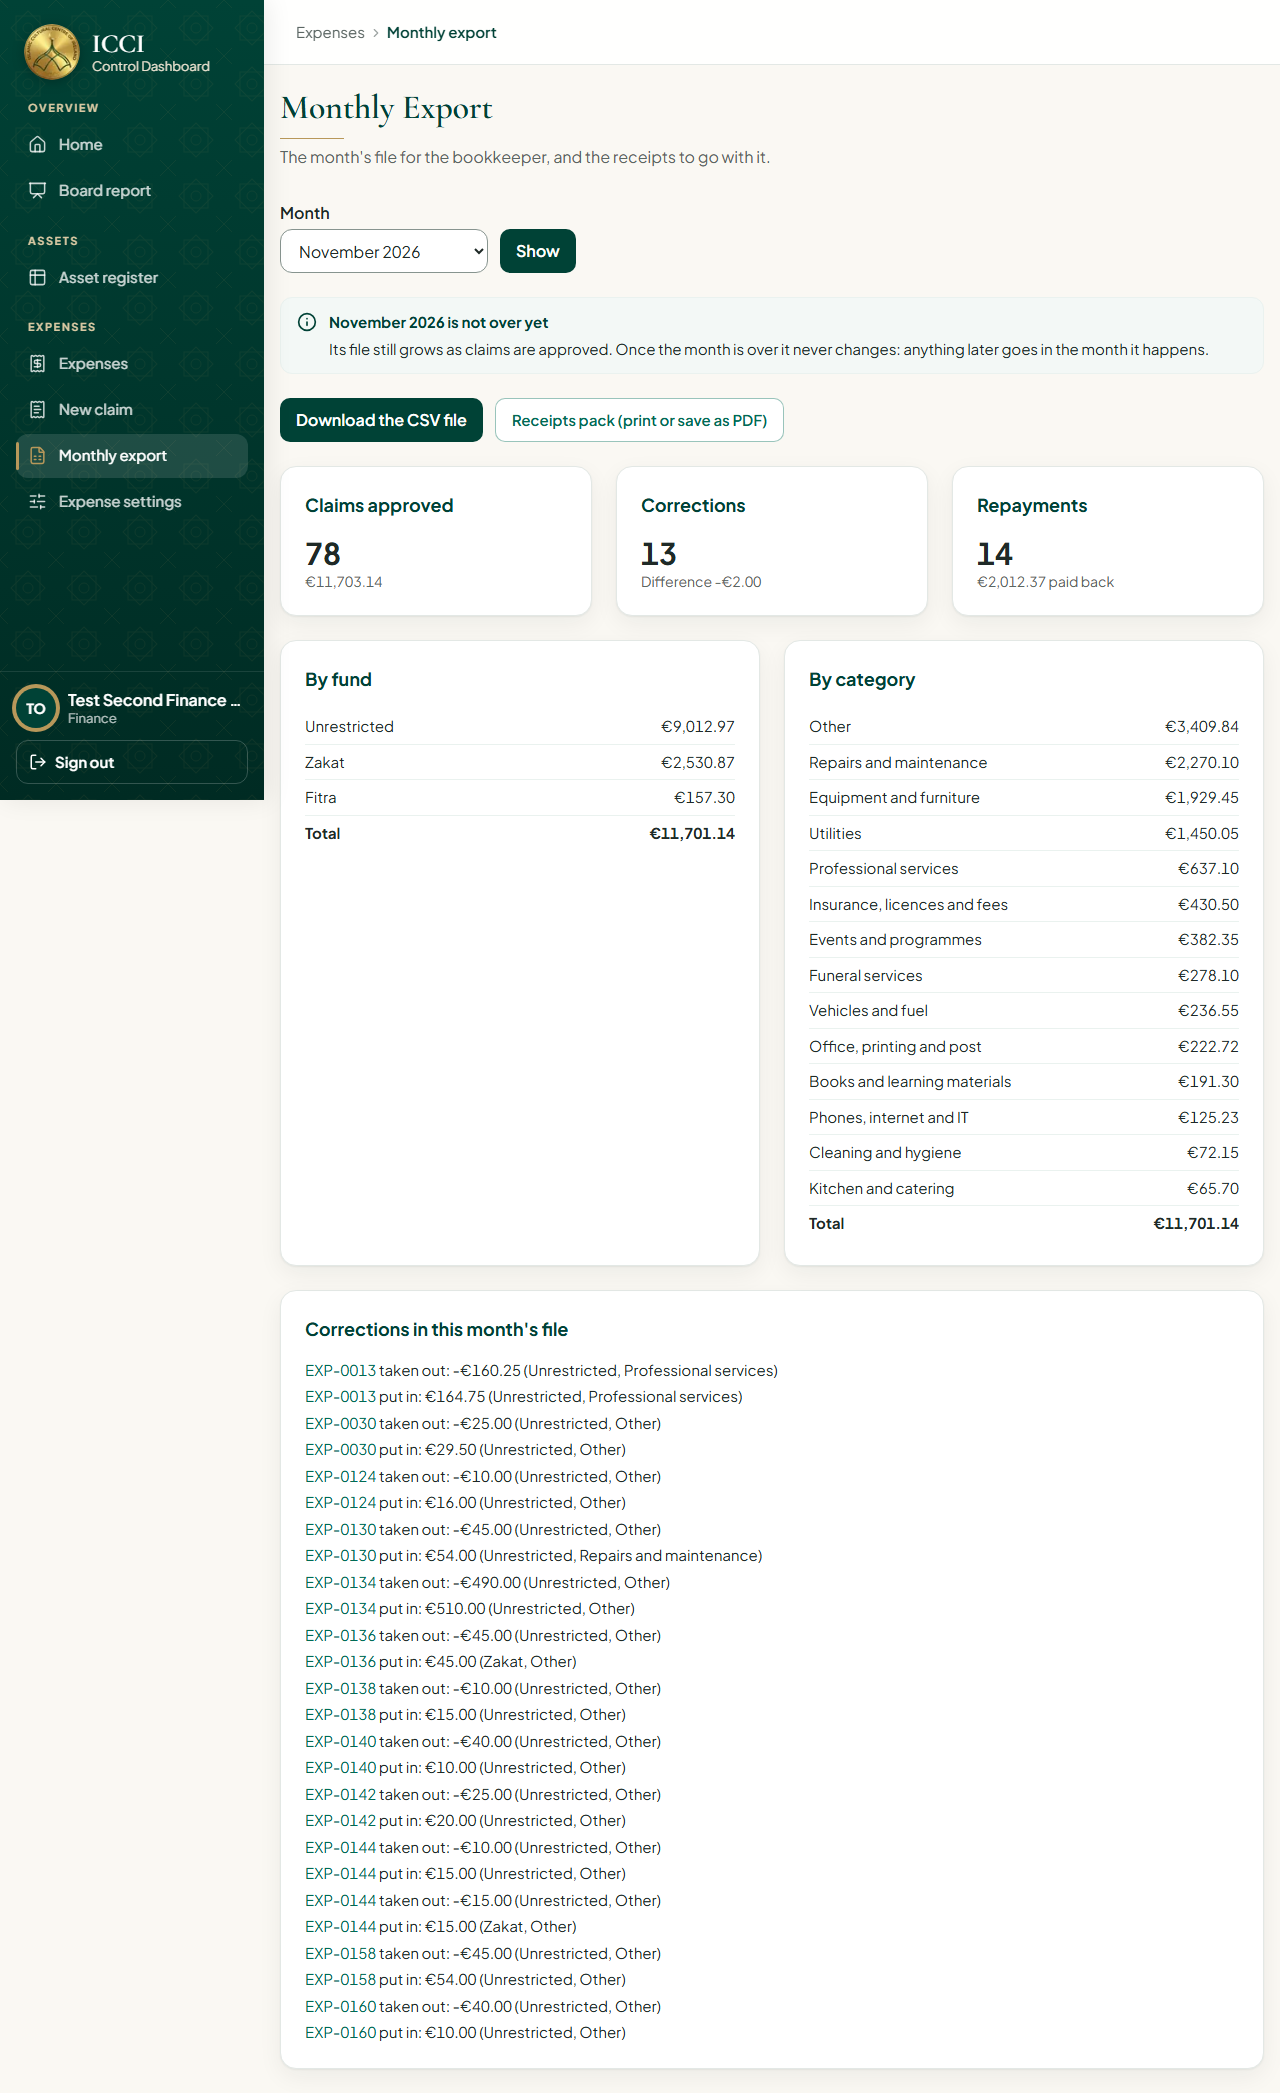 ICCI
Control Dashboard
OVERVIEW
Home
Board report
ASSETS
Asset register
EXPENSES
Expenses
New claim
Monthly export
Expense settings
TO
Test Second Finance ...
Finance
Sign out
Expenses > Monthly export
Monthly Export
The month's file for the bookkeeper, and the receipts to go with it.
Month
November 2026
Show
November 2026 is not over yet
Its file still grows as claims are approved. Once the month is over it never changes: anything later goes in the month it happens.
Download the CSV file
Receipts pack (print or save as PDF)
Claims approved
78
€11,703.14
Corrections
13
Difference -€2.00
Repayments
14
€2,012.37 paid back
By fund
Unrestricted €9,012.97
Zakat €2,530.87
Fitra €157.30
Total €11,701.14
By category
Other €3,409.84
Repairs and maintenance €2,270.10
Equipment and furniture €1,929.45
Utilities €1,450.05
Professional services €637.10
Insurance, licences and fees €430.50
Events and programmes €382.35
Funeral services €278.10
Vehicles and fuel €236.55
Office, printing and post €222.72
Books and learning materials €191.30
Phones, internet and IT €125.23
Cleaning and hygiene €72.15
Kitchen and catering €65.70
Total €11,701.14
Corrections in this month's file
EXP-0013 taken out: -€160.25 (Unrestricted, Professional services)
EXP-0013 put in: €164.75 (Unrestricted, Professional services)
EXP-0030 taken out: -€25.00 (Unrestricted, Other)
EXP-0030 put in: €29.50 (Unrestricted, Other)
EXP-0124 taken out: -€10.00 (Unrestricted, Other)
EXP-0124 put in: €16.00 (Unrestricted, Other)
EXP-0130 taken out: -€45.00 (Unrestricted, Other)
EXP-0130 put in: €54.00 (Unrestricted, Repairs and maintenance)
EXP-0134 taken out: -€490.00 (Unrestricted, Other)
EXP-0134 put in: €510.00 (Unrestricted, Other)
EXP-0136 taken out: -€45.00 (Unrestricted, Other)
EXP-0136 put in: €45.00 (Zakat, Other)
EXP-0138 taken out: -€10.00 (Unrestricted, Other)
EXP-0138 put in: €15.00 (Unrestricted, Other)
EXP-0140 taken out: -€40.00 (Unrestricted, Other)
EXP-0140 put in: €10.00 (Unrestricted, Other)
EXP-0142 taken out: -€25.00 (Unrestricted, Other)
EXP-0142 put in: €20.00 (Unrestricted, Other)
EXP-0144 taken out: -€10.00 (Unrestricted, Other)
EXP-0144 put in: €15.00 (Unrestricted, Other)
EXP-0144 taken out: -€15.00 (Unrestricted, Other)
EXP-0144 put in: €15.00 (Zakat, Other)
EXP-0158 taken out: -€45.00 (Unrestricted, Other)
EXP-0158 put in: €54.00 (Unrestricted, Other)
EXP-0160 taken out: -€40.00 (Unrestricted, Other)
EXP-0160 put in: €10.00 (Unrestricted, Other)